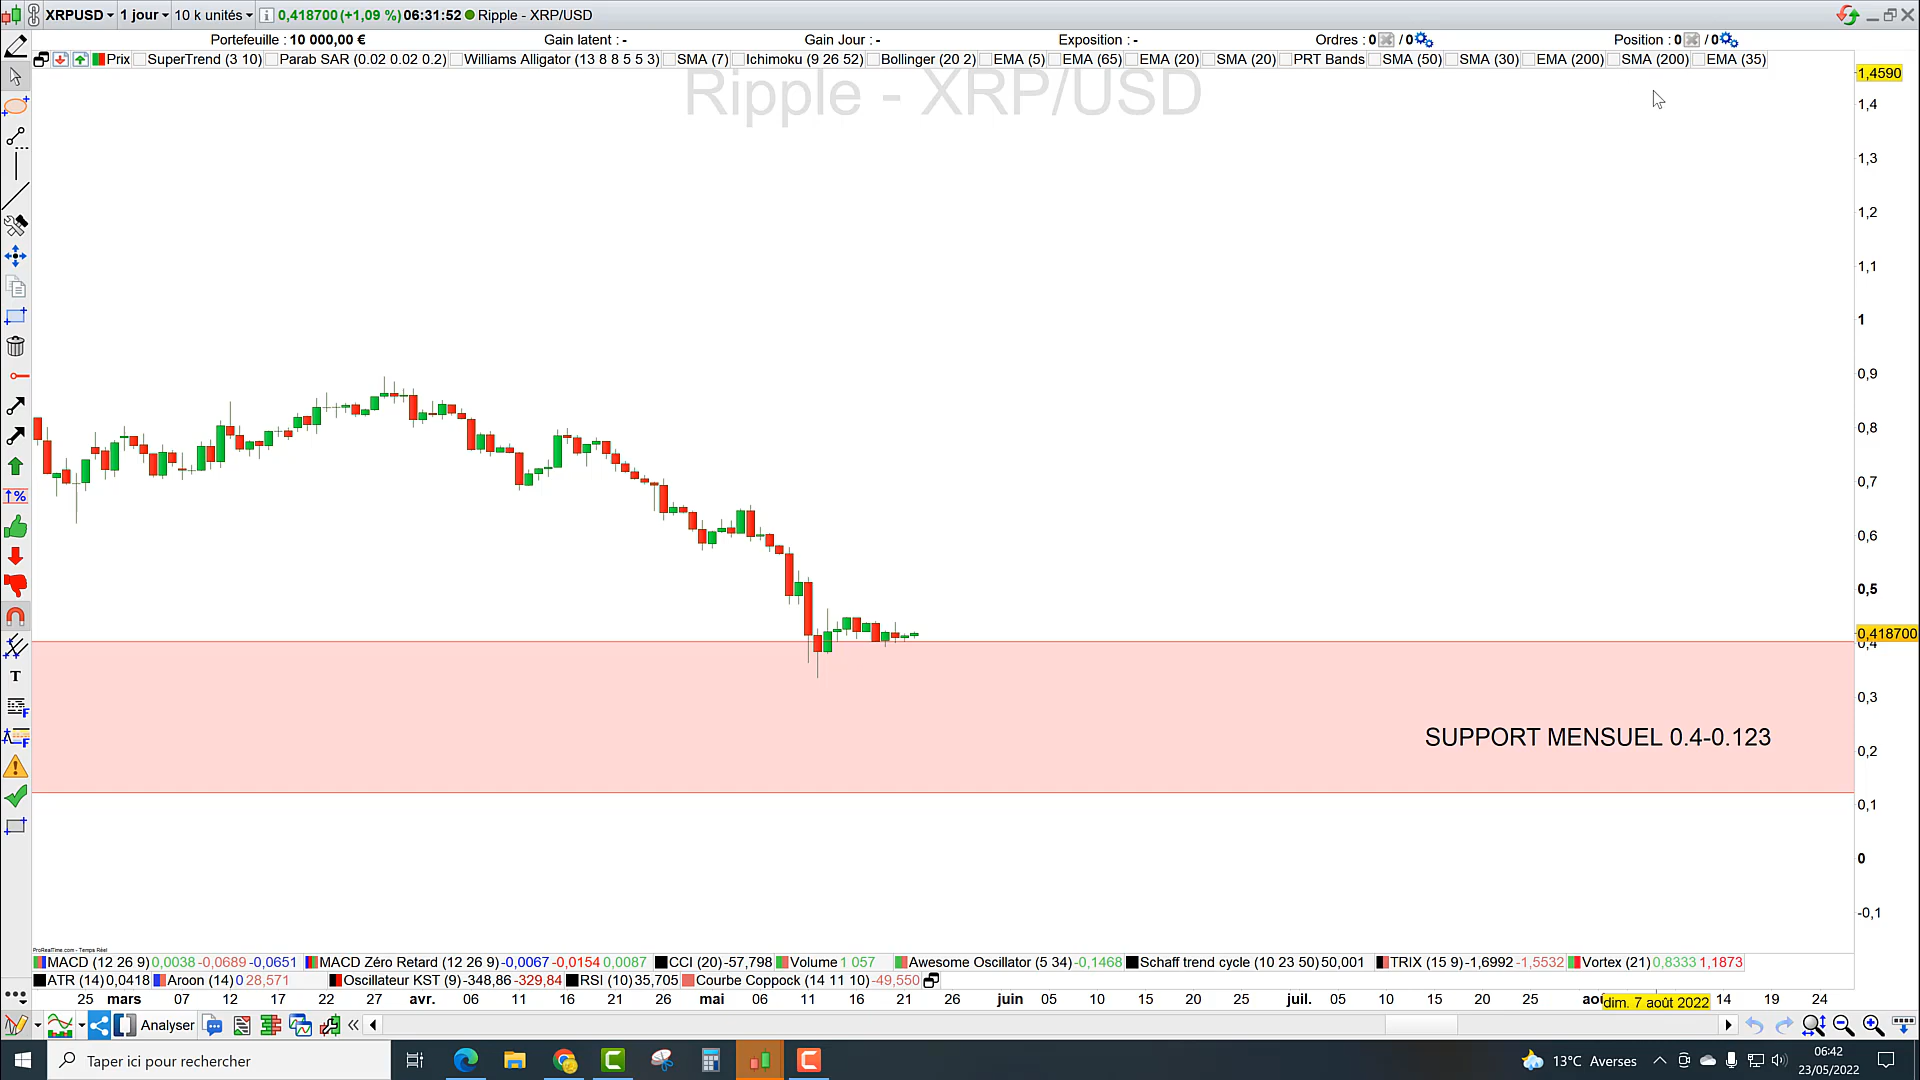 XRPUSD 1 jour 10 k unités 0,418700 (+1,09 %) 06:31:52 Ripple - XRP/USD
Portefeuille : 10 000,00 € Gain latent : - Gain Jour : - Exposition : - Ordres : 0 / 0 Position : 0 / 0
Prix SuperTrend (3 10) Parab SAR (0.02 0.02 0.2) Williams Alligator (13 8 8 5 5 3) SMA (7) Ichimoku (9 26 52) Bollinger (20 2) EMA (5) EMA (65) EMA (20) SMA (20) PRT Bands SMA (50) SMA (30) EMA (200) SMA (200) EMA (35)
Ripple - XRP/USD
1,4590
1,4
1,3
1,2
1,1
1
0,9
0,8
0,7
0,6
0,5
0,418700
0,4
0,3
SUPPORT MENSUEL 0.4-0.123
0,2
0,1
0
-0,1
ProRealTime.com - Temps Réel
MACD (12 26 9) 0,0038 -0,0689 -0,0651 MACD Zéro Retard (12 26 9) -0,0067 -0,0154 0,0087 CCI (20) -57,798 Volume 1 057 Awesome Oscillator (5 34) -0,1468 Schaff trend cycle (10 23 50) 50,001 TRIX (15 9) -1,6992 -1,5532 Vortex (21) 0,8333 1,1873
ATR (14) 0,0418 Aroon (14) 0 28,571 Oscillateur KST (9) -348,86 -329,84 RSI (10) 35,705 Courbe Coppock (14 11 10) -49,550
25 mars 07 12 17 22 27 avr. 06 11 16 21 26 mai 06 11 16 21 26 juin 05 10 15 20 25 juil. 05 10 15 20 25 aoû dim. 7 août 2022 14 19 24
Analyser
Taper ici pour rechercher
13°C Averses
06:42
23/05/2022